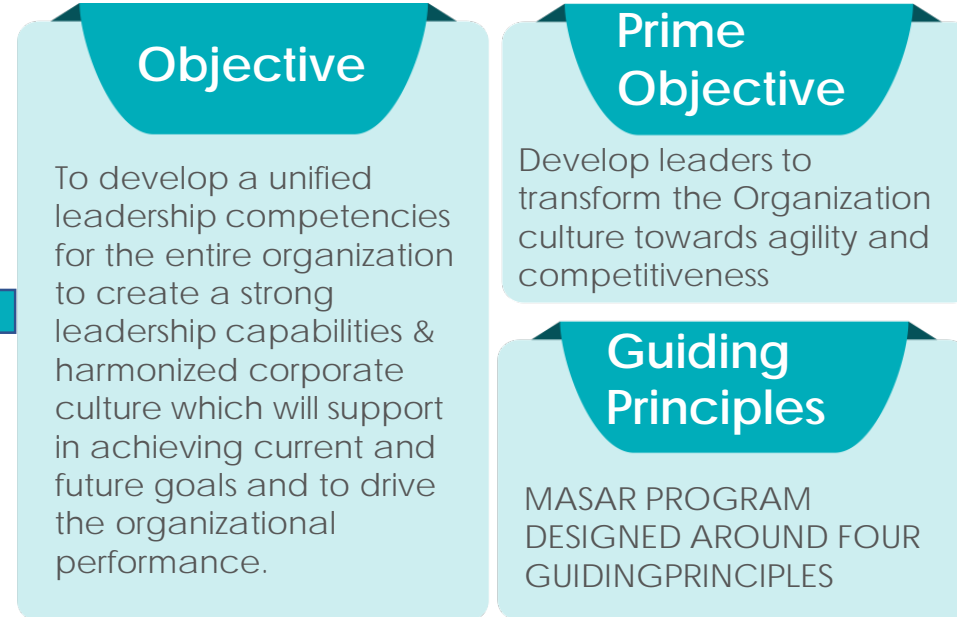 Objective
To develop a unified
leadership competencies
for the entire organization
to create a strong
leadership capabilities &
harmonized corporate
culture which will support
in achieving current and
future goals and to drive
the organizational
performance.
Prime
Objective
Develop leaders to
transform the Organization
culture towards agility and
competitiveness
Guiding
Principles
MASAR PROGRAM
DESIGNED AROUND FOUR
GUIDINGPRINCIPLES